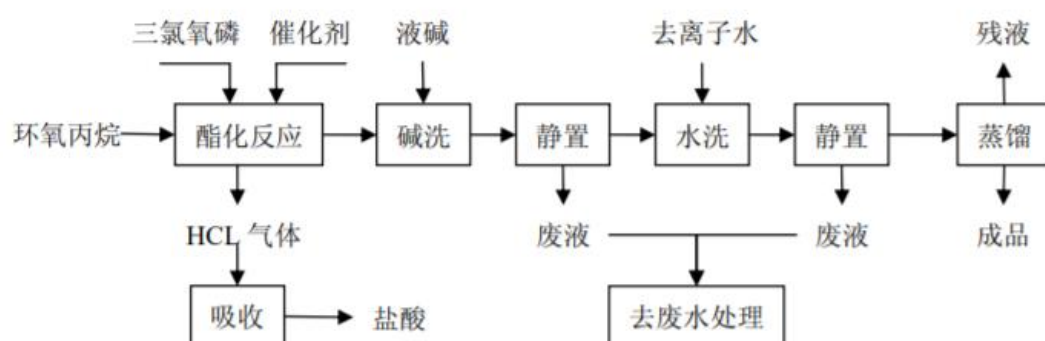 三氯氧磷 催化剂 液碱 去离子水 残液
环氧丙烷 酯化反应 碱洗 静置 水洗 静置 蒸馏
HCL 气体 废液 废液 成品
吸收 盐酸 去废水处理